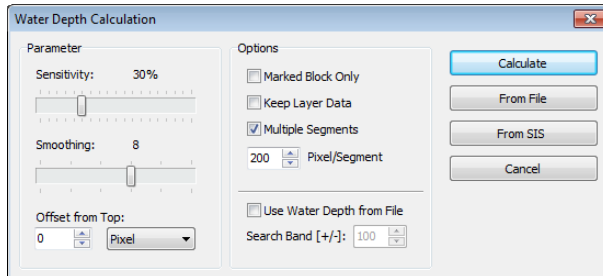 Water Depth Calculation
Parameter
Sensitivity: 30%
Smoothing: 8
Offset from Top:
0 Pixel
Options
Marked Block Only
Keep Layer Data
Multiple Segments
200 Pixel/Segment
Use Water Depth from File
Search Band [+/-]: 100
Calculate
From File
From SIS
Cancel